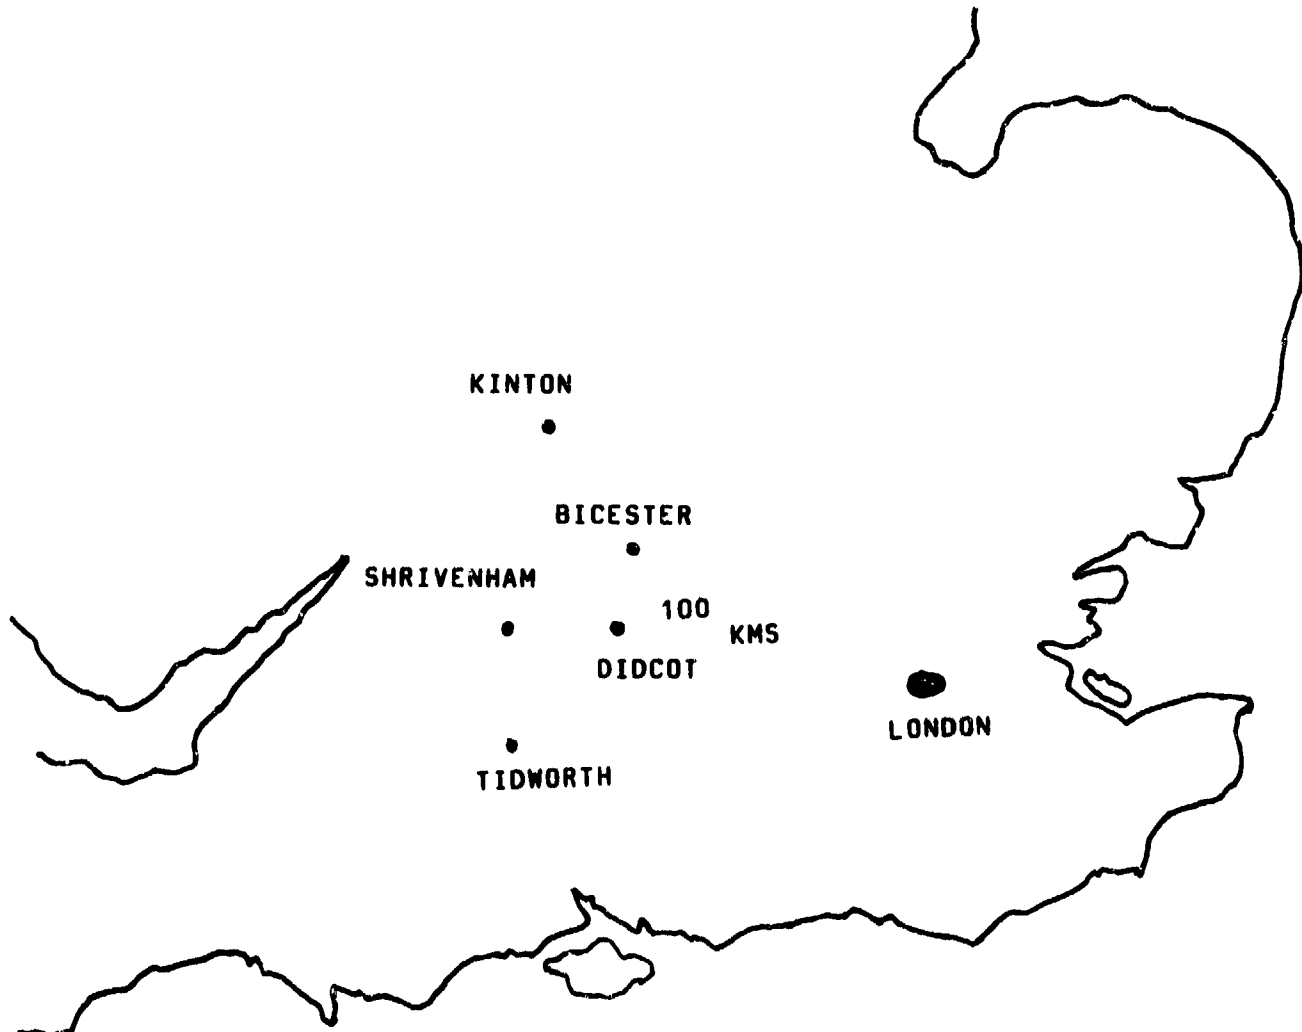 KINTON
BICESTER
SHRIVENHAM
100
KMS
DIDCOT
LONDON
TIDWORTH